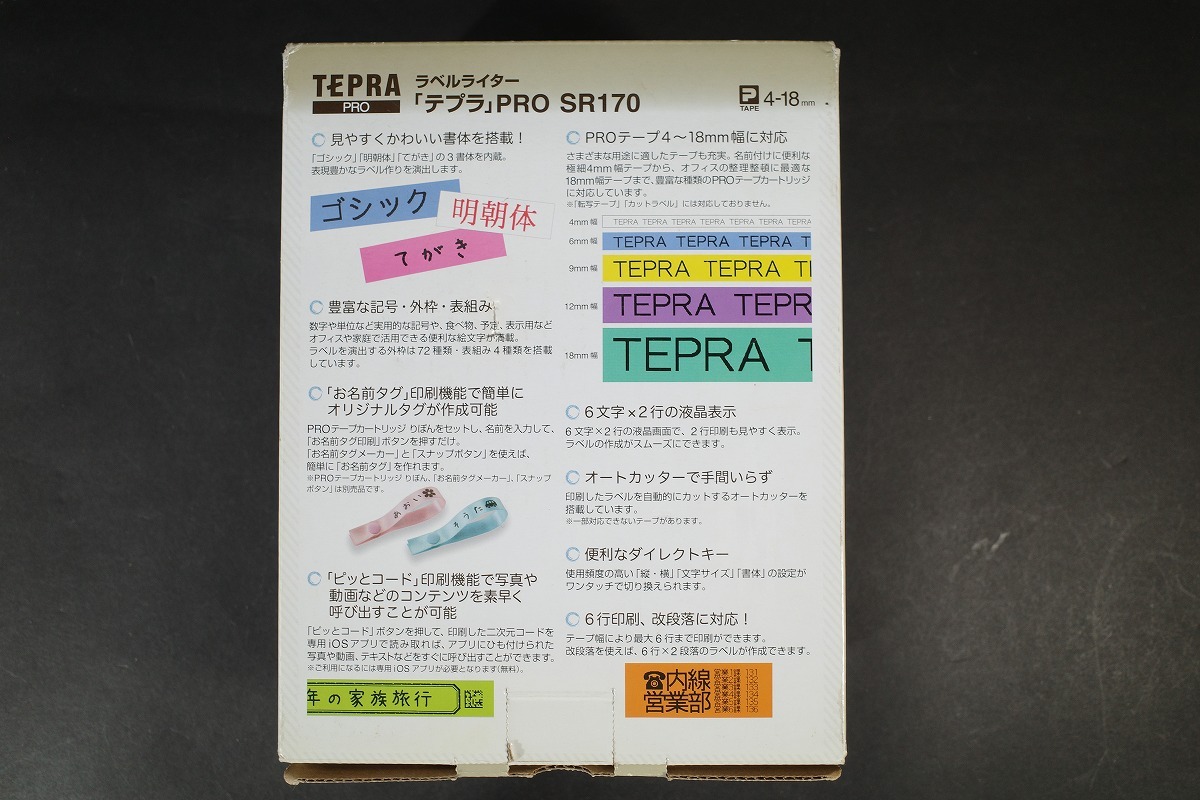 TEPRA
PRO
ラベルライター
「テプラ」PRO SR170
P
TAPE
4-18mm
見やすくかわいい書体を搭載！
「ゴシック」「明朝体」「てがき」の3書体を内蔵。
表現豊かなラベル作りを演出します。
ゴシック
明朝体
てがき
豊富な記号・外枠・表組み
数字や単位など実用的な記号や、食べ物、予定、表示用など
オフィスや家庭で活用できる便利な絵文字が満載。
ラベルを演出する外枠は72種類・表組み4種類を搭載
しています。
「お名前タグ」印刷機能で簡単に
オリジナルタグが作成可能
PROテープカートリッジ りぼんをセットし、名前を入力して、
「お名前タグ印刷」ボタンを押すだけ。
「お名前タグメーカー」と「スナップボタン」を使えば、
簡単に「お名前タグ」を作れます。
※PROテープカートリッジ りぼん、「お名前タグメーカー」、「スナップ
ボタン」は別売品です。
あおい
そうた
「ピッとコード」印刷機能で写真や
動画などのコンテンツを素早く
呼び出すことが可能
「ピッとコード」ボタンを押して、印刷した二次元コードを
専用iOSアプリで読み取れば、アプリにひも付けられた
写真や動画、テキストなどをすぐに呼び出すことができます。
※ご利用になるには専用iOSアプリが必要となります（無料）。
年の家族旅行
PROテープ4～18mm幅に対応
さまざまな用途に適したテープも充実。名前付けに便利な
極細4mm幅テープから、オフィスの整理整頓に最適な
18mm幅テープまで、豊富な種類のPROテープカートリッジ
に対応しています。
※「転写テープ」「カットラベル」には対応しておりません。
4mm幅
TEPRA TEPRA TEPRA TEPRA TEPRA TEPRA TEPRA
6mm幅
TEPRA TEPRA TEPRA T
9mm幅
TEPRA TEPRA TE
12mm幅
TEPRA TEPR
18mm幅
TEPRA T
6文字×2行の液晶表示
6文字×2行の液晶画面で、2行印刷も見やすく表示。
ラベルの作成がスムーズにできます。
オートカッターで手間いらず
印刷したラベルを自動的にカットするオートカッターを
搭載しています。
※一部対応できないテープがあります。
便利なダイレクトキー
使用頻度の高い「縦・横」「文字サイズ」「書体」の設定が
ワンタッチで切り換えられます。
6行印刷、改段落に対応！
テープ幅により最大6行まで印刷ができます。
改段落を使えば、6行×2段落のラベルが作成できます。
☎内線
営業部
営業1課 131
営業2課 132
営業3課 133
営業4課 134
営業5課 135
営業6課 136